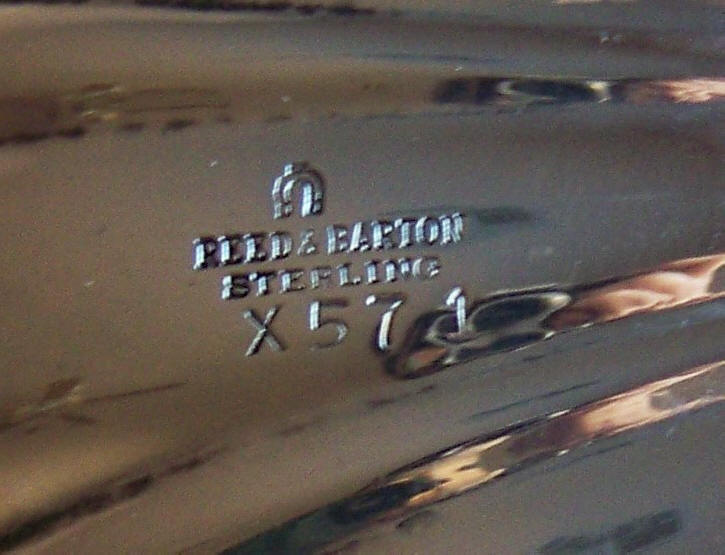 REED & BARTON
STERLING
X571